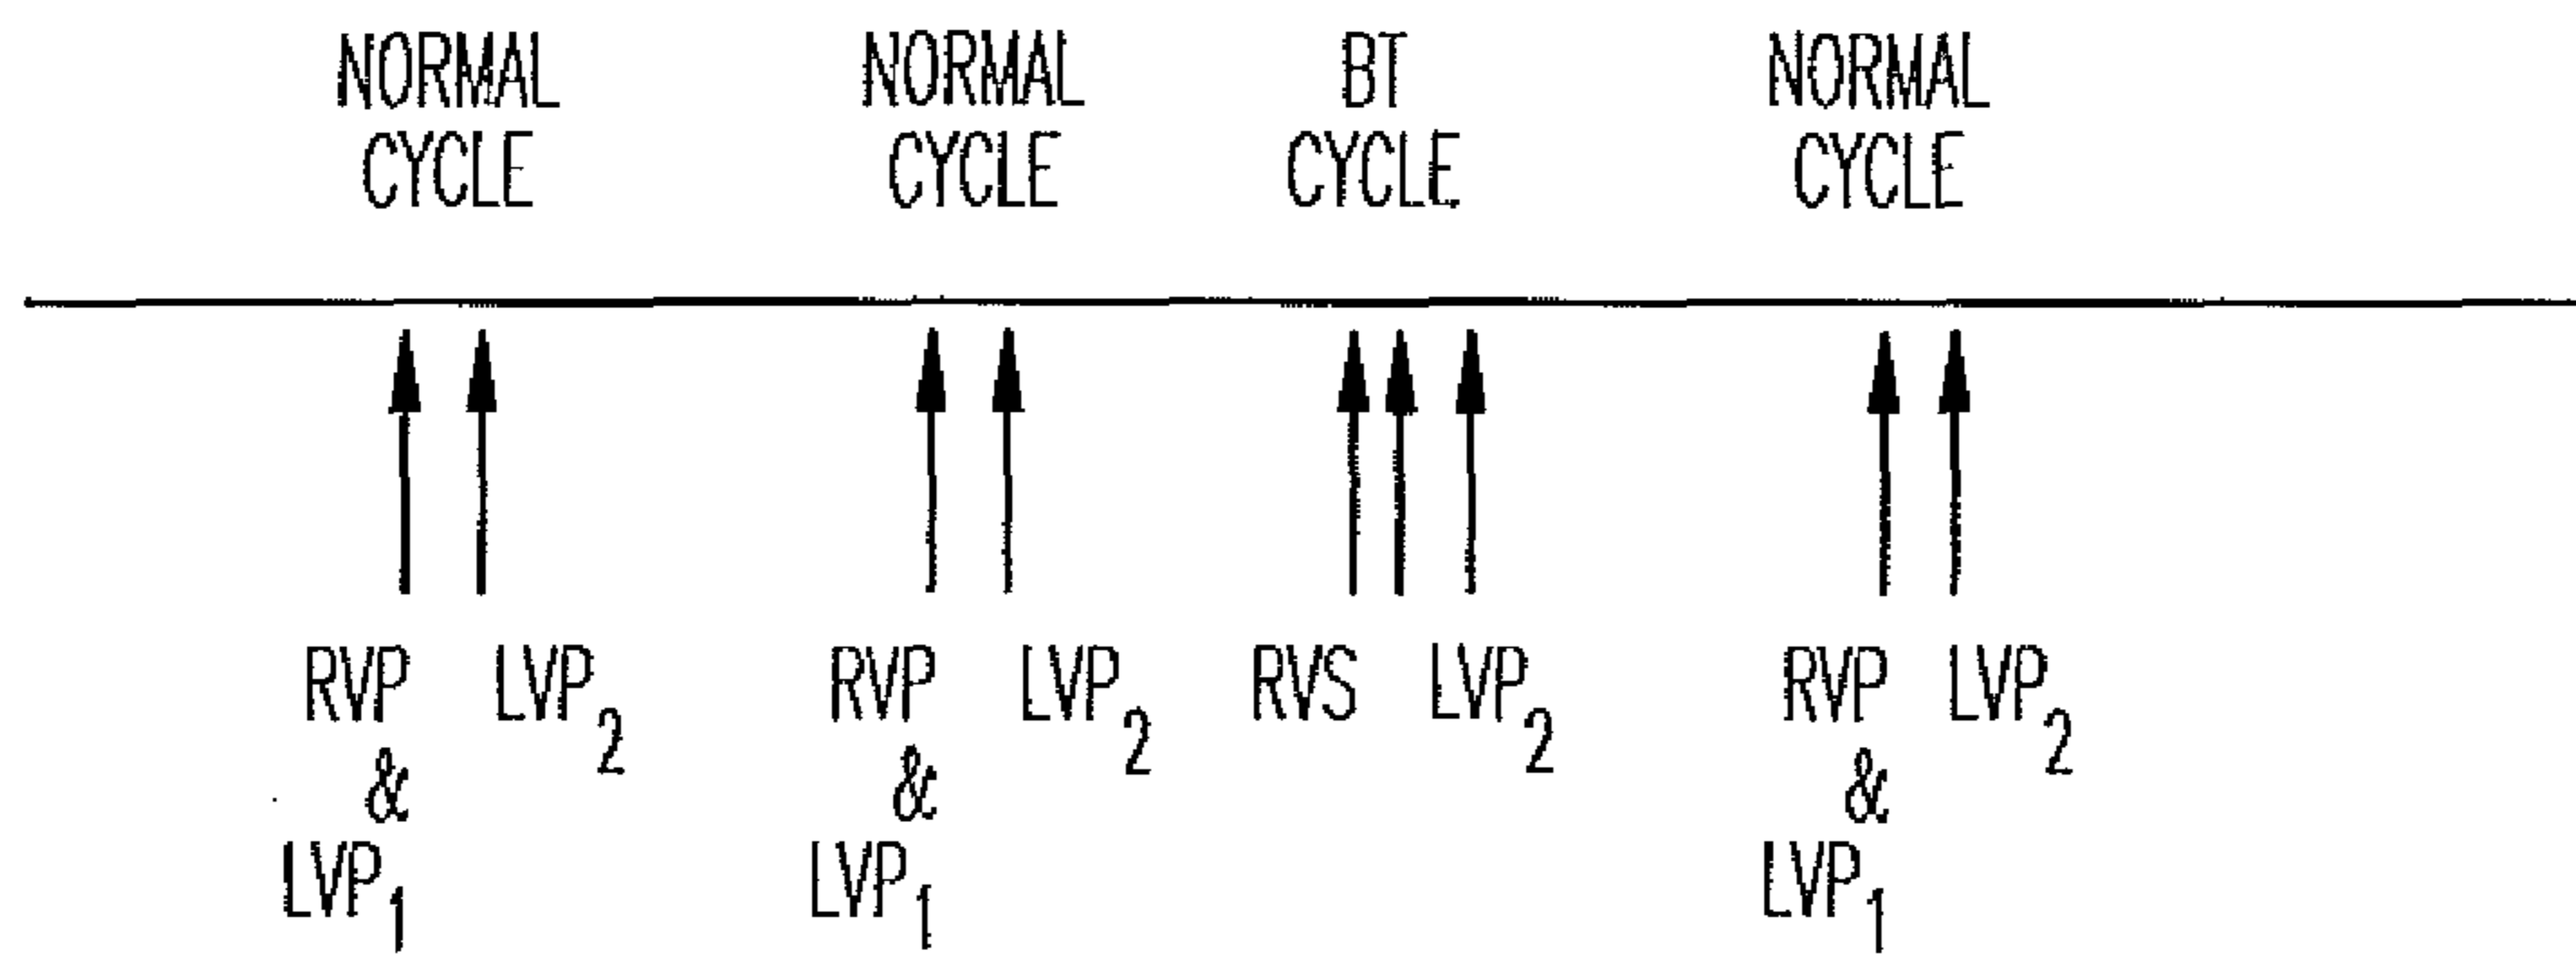 NORMAL NORMAL BT NORMAL
CYCLE CYCLE CYCLE CYCLE
RVP LVP2 RVP LVP2 RVS LVP2 RVP LVP2
& & &
LVP1 LVP1 LVP1